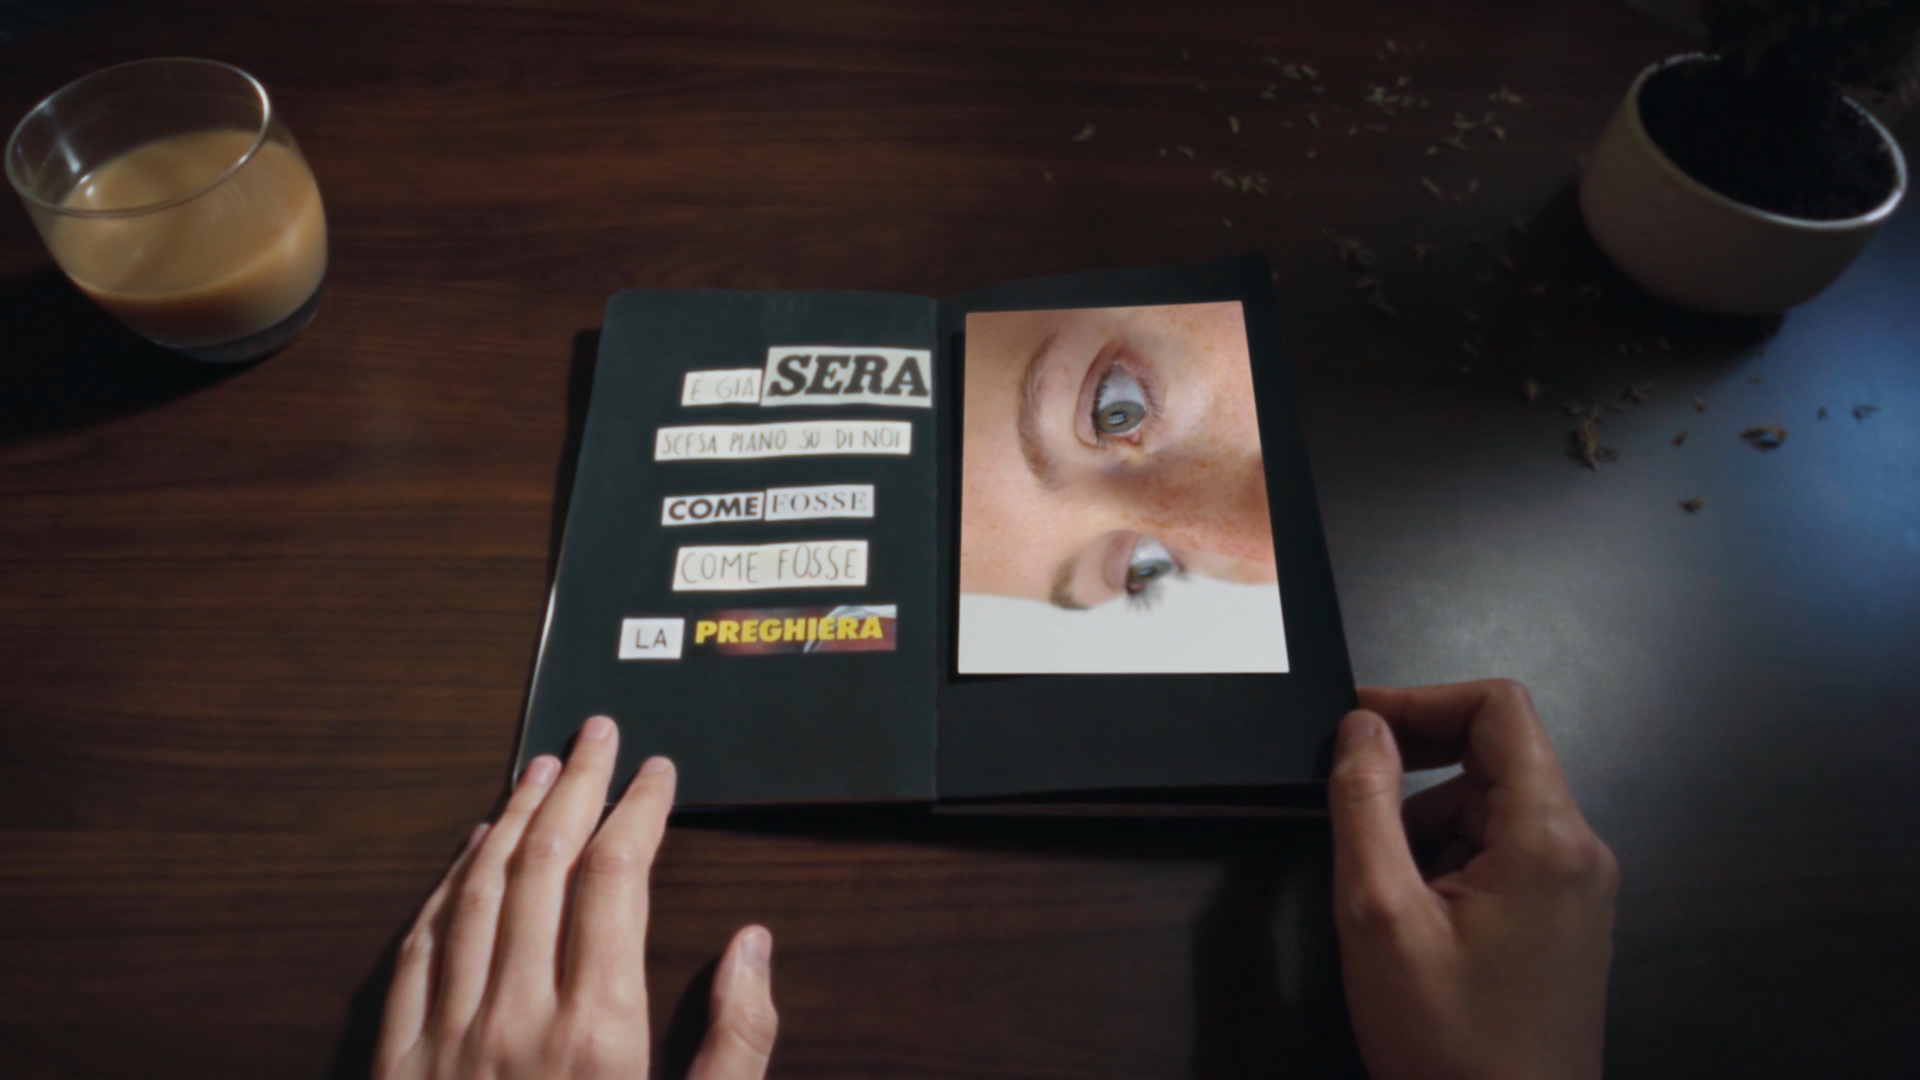 E GIA SERA
SCESA PIANO SU DI NOI
COME FOSSE
COME FOSSE
LA PREGHIERA